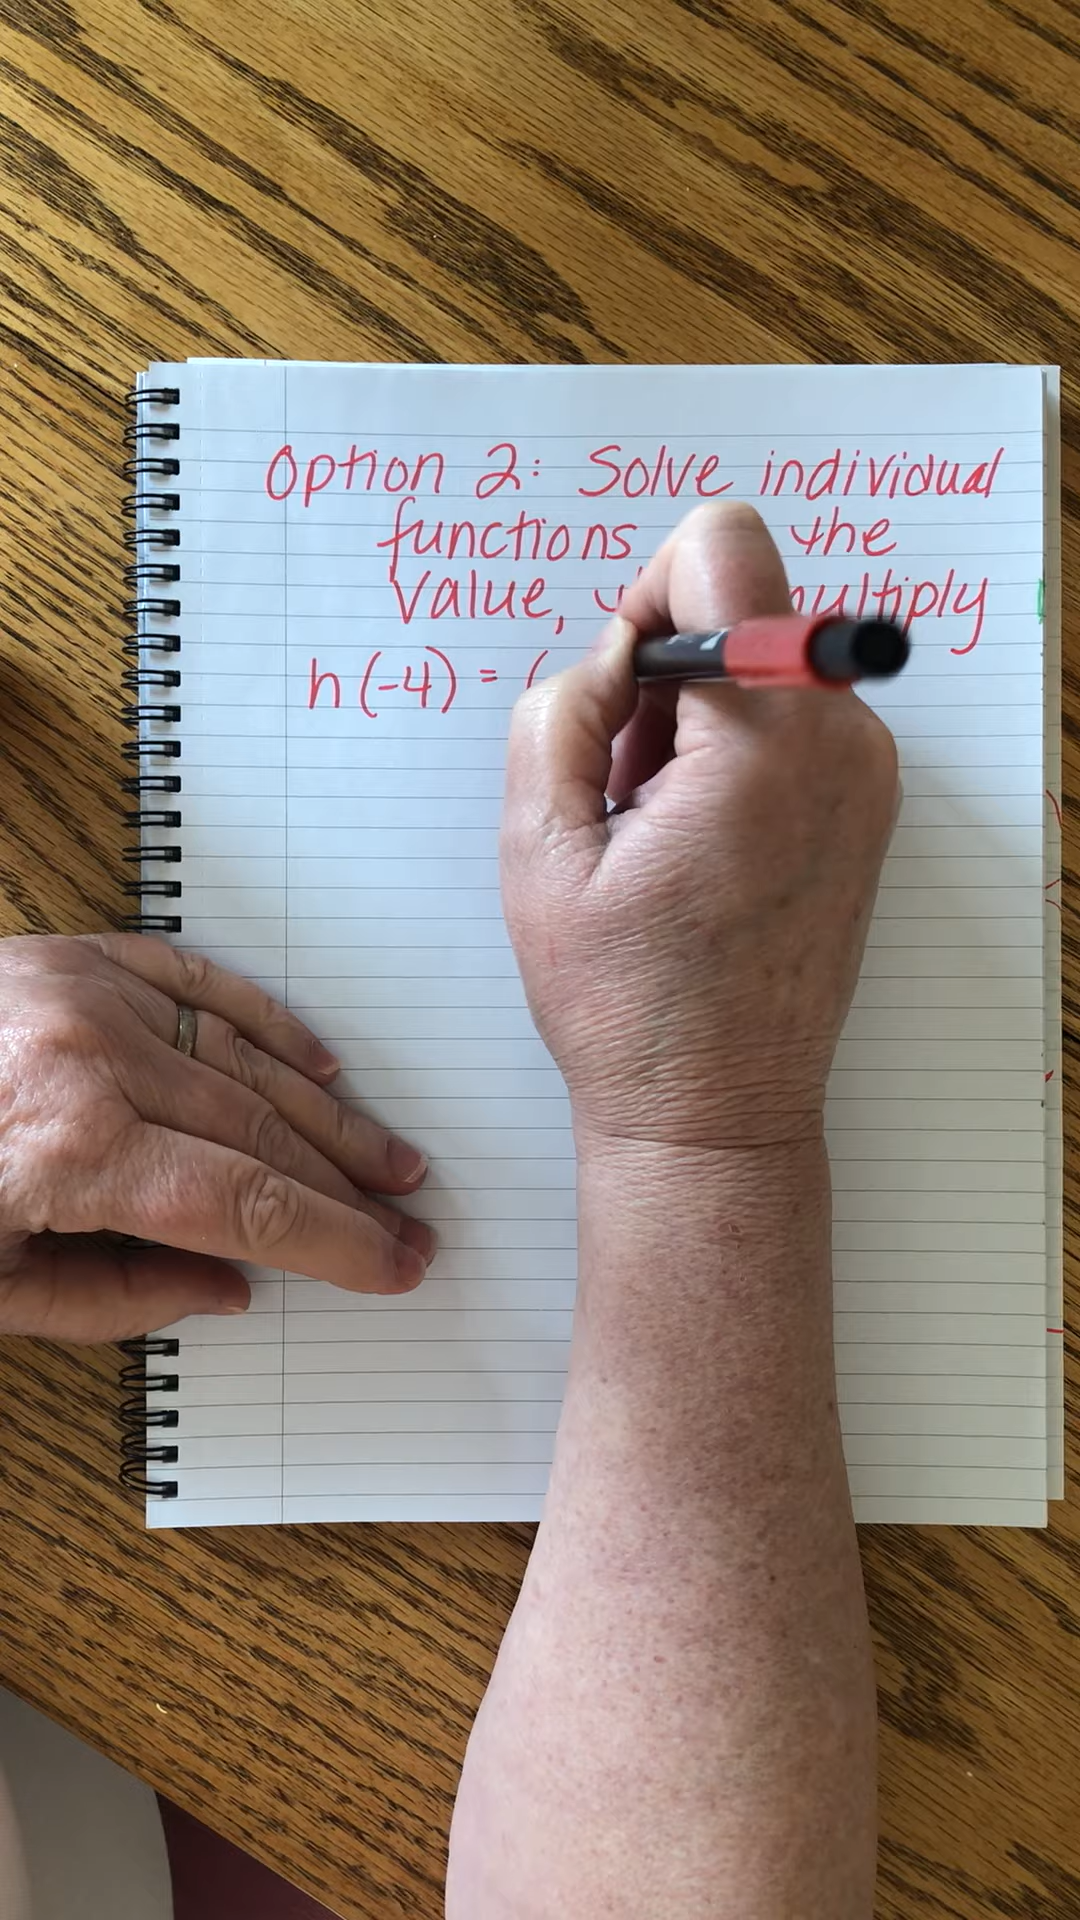 Option 2: Solve individual
functions the
Value, multiply
h(-4) = (